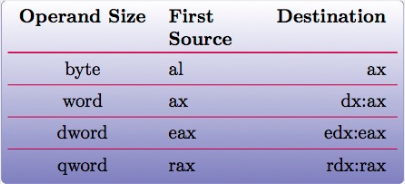 Operand Size First Source Destination
byte al ax
word ax dx:ax
dword eax edx:eax
qword rax rdx:rax